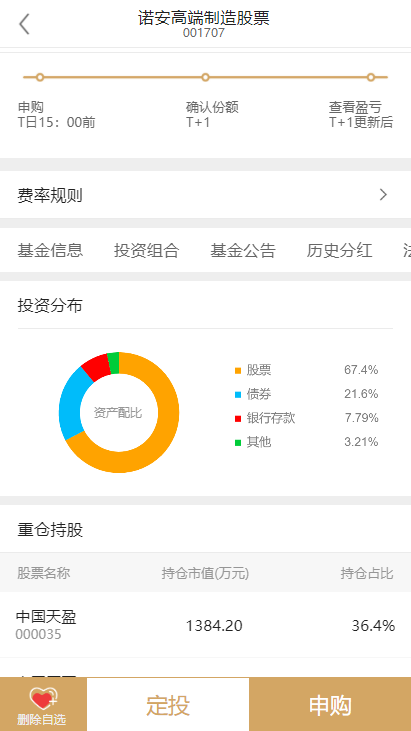 诺安高端制造股票
001707
申购 确认份额 查看盈亏
T日15：00前 T+1 T+1更新后
费率规则
基金信息 投资组合 基金公告 历史分红
投资分布
资产配比
股票 67.4%
债券 21.6%
银行存款 7.79%
其他 3.21%
重仓持股
股票名称 持仓市值(万元) 持仓占比
中国天盈 1384.20 36.4%
000035
删除自选 定投 申购